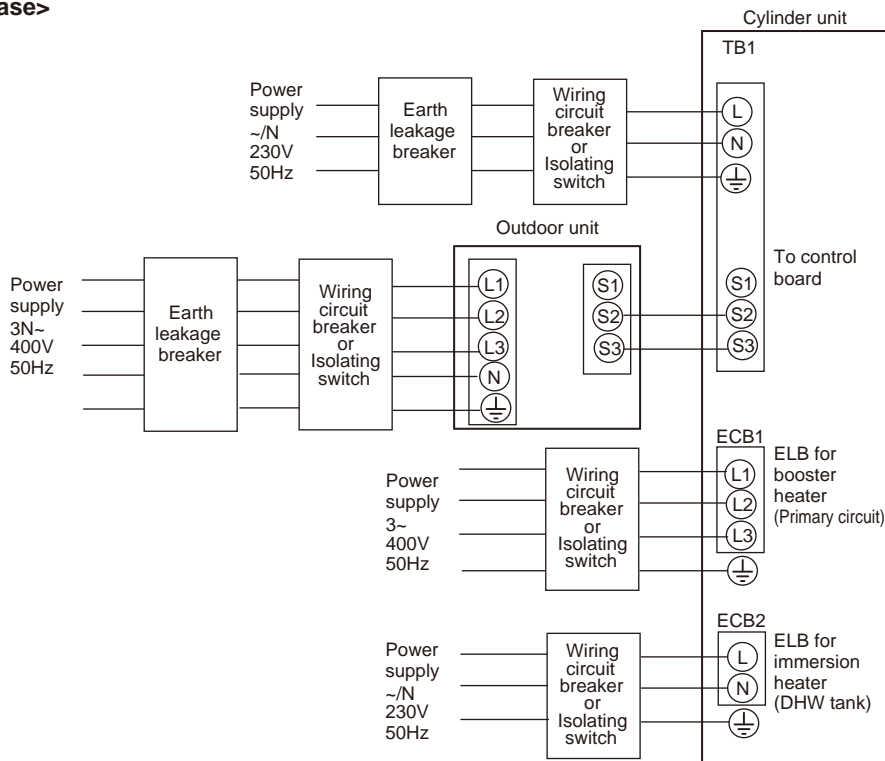 ase>
Cylinder unit
TB1
Power
supply
~/N
230V
50Hz
Earth
leakage
breaker
Wiring
circuit
breaker
or
Isolating
switch
L
N
To control
board
S1
S2
S3
Outdoor unit
Power
supply
3N~
400V
50Hz
Earth
leakage
breaker
Wiring
circuit
breaker
or
Isolating
switch
L1
L2
L3
N
S1
S2
S3
ECB1
Power
supply
3~
400V
50Hz
Wiring
circuit
breaker
or
Isolating
switch
L1
L2
L3
ELB for
booster
heater
(Primary circuit)
ECB2
Power
supply
~/N
230V
50Hz
Wiring
circuit
breaker
or
Isolating
switch
L
N
ELB for
immersion
heater
(DHW tank)